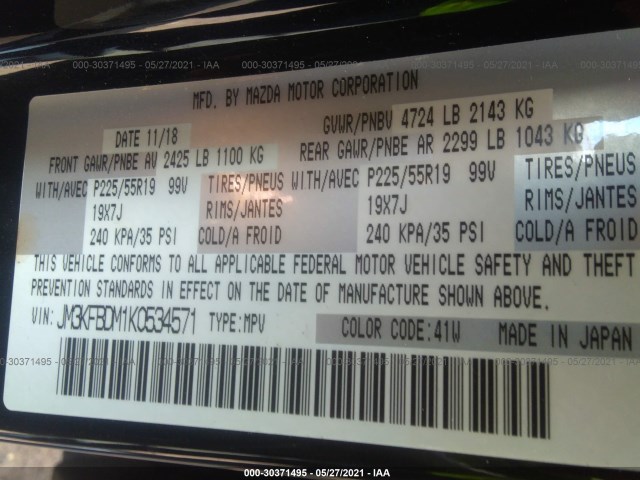 000-30371495 - 05/27/2021 - IAA
MFD. BY MAZDA MOTOR CORPORATION
DATE 11/18 GVWR/PNBV 4724 LB 2143 KG
FRONT GAWR/PNBE AV 2425 LB 1100 KG REAR GAWR/PNBE AR 2299 LB 1043 KG
WITH/AVEC P225/55R19 99V TIRES/PNEUS WITH/AVEC P225/55R19 99V TIRES/PNEUS
19X7J RIMS/JANTES 19X7J RIMS/JANTES
240 KPA/35 PSI COLD/A FROID 240 KPA/35 PSI COLD/A FROID
THIS VEHICLE CONFORMS TO ALL APPLICABLE FEDERAL MOTOR VEHICLE SAFETY AND THEFT
PREVENTION STANDARDS IN EFFECT ON THE DATE OF MANUFACTURE SHOWN ABOVE.
VIN: JM3KFBDM1K0534571 TYPE: MPV COLOR CODE: 41W MADE IN JAPAN
000-30371495 - 05/27/2021 - IAA